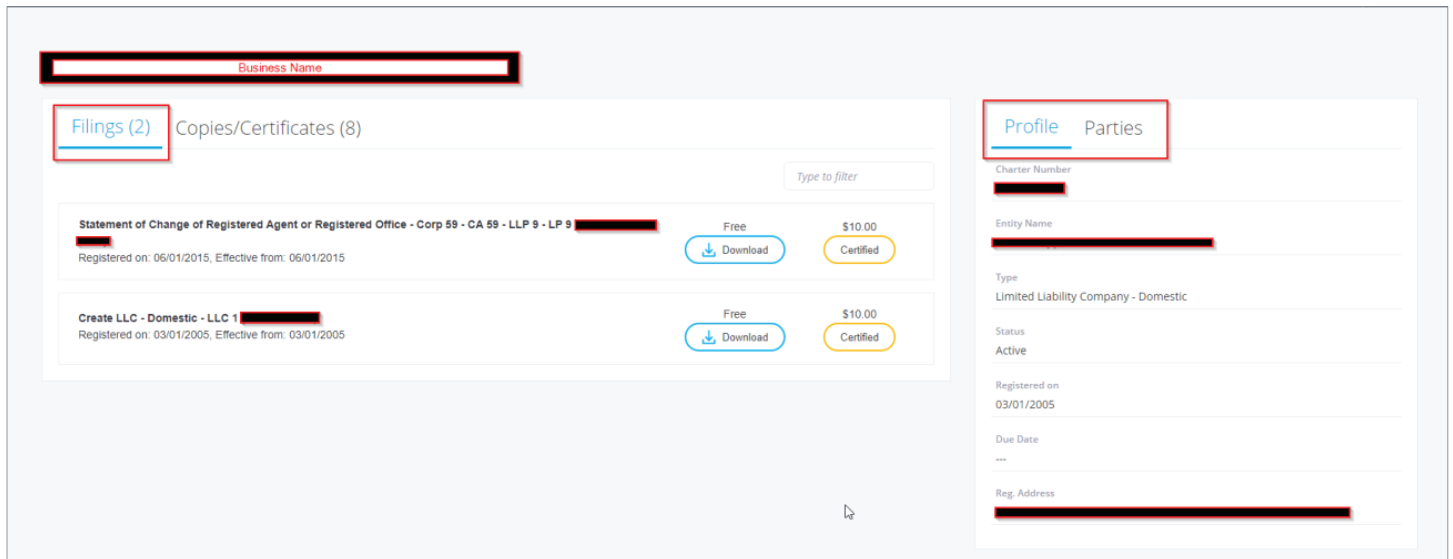 Business Name
Filings (2) Copies/Certificates (8)
Type to filter
Statement of Change of Registered Agent or Registered Office - Corp 59 - CA 59 - LLP 9 - LP 9
Free $10.00
Download Certified
Registered on: 06/01/2015, Effective from: 06/01/2015
Create LLC - Domestic - LLC 1
Free $10.00
Download Certified
Registered on: 03/01/2005, Effective from: 03/01/2005
Profile Parties
Charter Number
Entity Name
Type
Limited Liability Company - Domestic
Status
Active
Registered on
03/01/2005
Due Date
---
Reg. Address